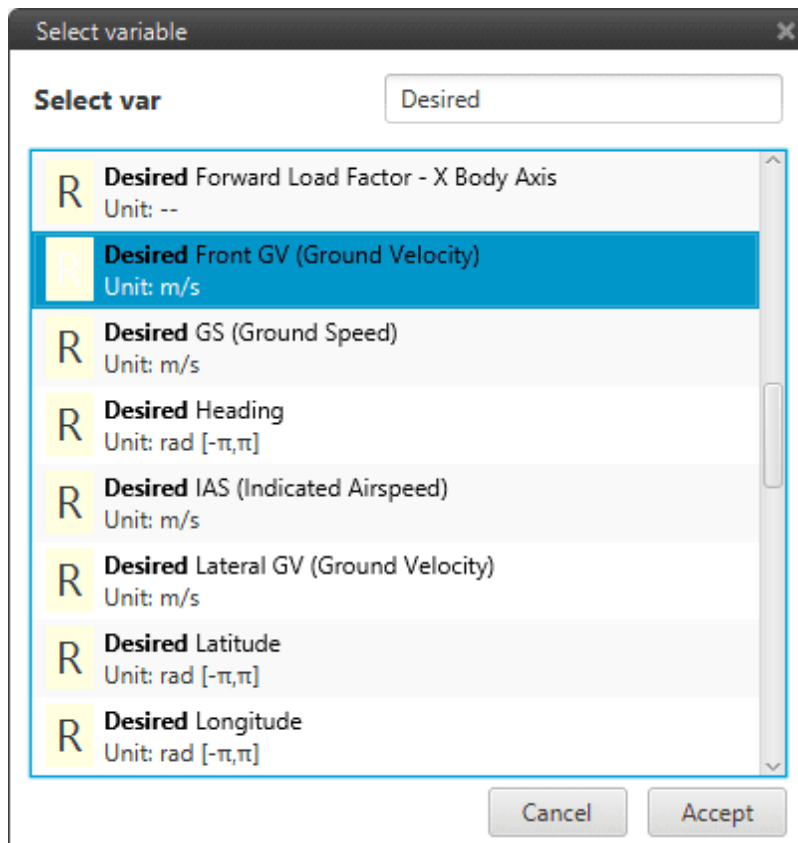 Select variable
Select var
Desired
R
Desired Forward Load Factor - X Body Axis
Unit: --
R
Desired Front GV (Ground Velocity)
Unit: m/s
R
Desired GS (Ground Speed)
Unit: m/s
R
Desired Heading
Unit: rad [-π,π]
R
Desired IAS (Indicated Airspeed)
Unit: m/s
R
Desired Lateral GV (Ground Velocity)
Unit: m/s
R
Desired Latitude
Unit: rad [-π,π]
R
Desired Longitude
Unit: rad [-π,π]
Cancel
Accept